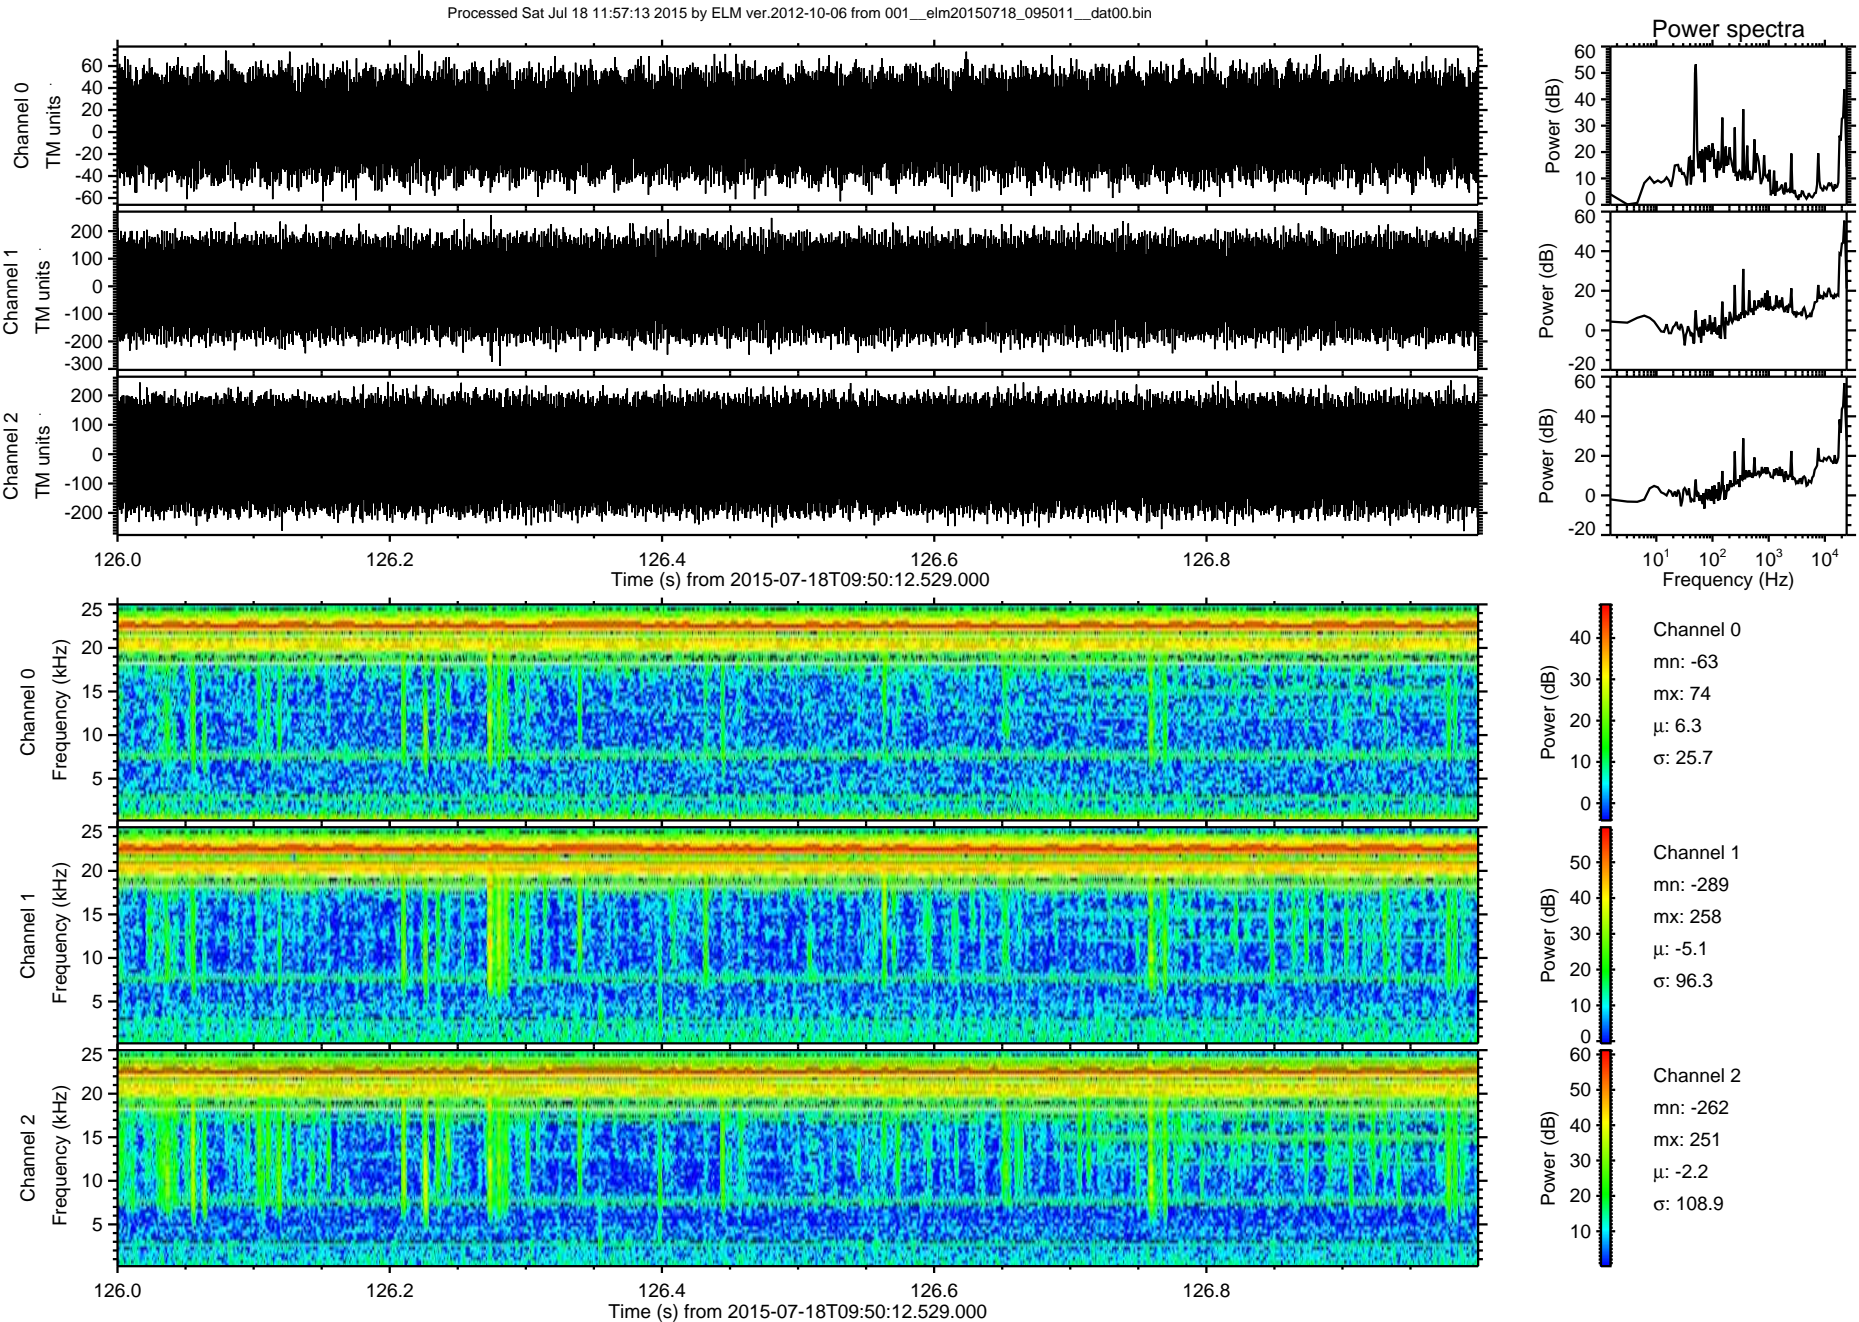 Processed Sat Jul 18 11:57:13 2015 by ELM ver.2012-10-06 from 001__elm20150718_095011__dat00.bin
Power spectra
Channel 0
TM units
60
40
20
0
-20
-40
-60
Power (dB)
60
50
40
30
20
10
0
Channel 1
TM units
200
100
0
-100
-200
-300
Power (dB)
60
40
20
0
-20
Channel 2
TM units
200
100
0
-100
-200
Power (dB)
60
40
20
0
-20
126.0 126.2 126.4 126.6 126.8
Time (s) from 2015-07-18T09:50:12.529.000
10¹ 10² 10³ 10⁴
Frequency (Hz)
Channel 0
Frequency (kHz)
25
20
15
10
5
Power (dB)
40
30
20
10
0
Channel 0
mn: -63
mx: 74
μ: 6.3
σ: 25.7
Channel 1
Frequency (kHz)
25
20
15
10
5
Power (dB)
50
40
30
20
10
0
Channel 1
mn: -289
mx: 258
μ: -5.1
σ: 96.3
Channel 2
Frequency (kHz)
25
20
15
10
5
Power (dB)
60
50
40
30
20
10
Channel 2
mn: -262
mx: 251
μ: -2.2
σ: 108.9
126.0 126.2 126.4 126.6 126.8
Time (s) from 2015-07-18T09:50:12.529.000